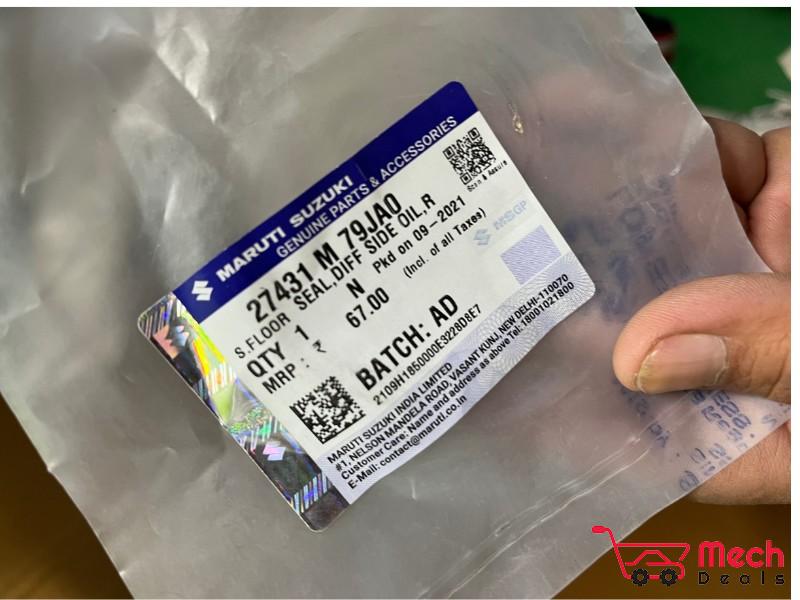 MARUTI SUZUKI
GENUINE PARTS & ACCESSORIES
27431 M 79JA0
S.FLOOR SEAL,DIFF SIDE OIL,R
QTY 1 N Pkd on 09-2021
MRP : ₹ 67.00 (Incl. of all Taxes)
Scan & Assure
MSGP
BATCH: AD
2109H1850000E3228D8E7
MARUTI SUZUKI INDIA LIMITED
#1, NELSON MANDELA ROAD, VASANT KUNJ, NEW DELHI-110070
Customer Care: Name and address as above Tel: 18001021800
E-Mail: contact@maruti.co.in
Mech
Deals